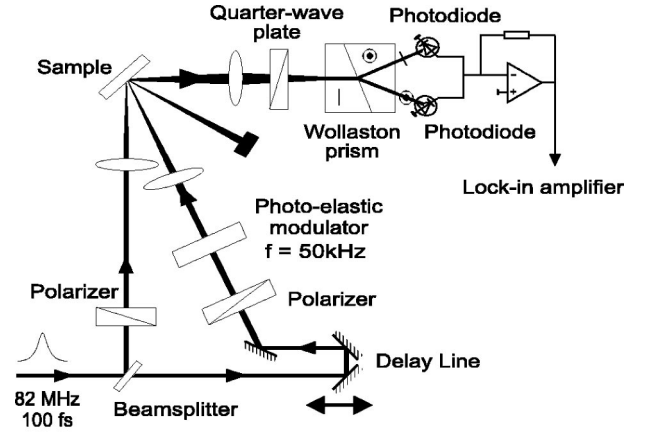 Quarter-wave
plate
Photodiode
Sample
-
+
Wollaston
prism
Photodiode
Lock-in amplifier
Photo-elastic
modulator
f = 50kHz
Polarizer
Polarizer
Delay Line
82 MHz
100 fs
Beamsplitter